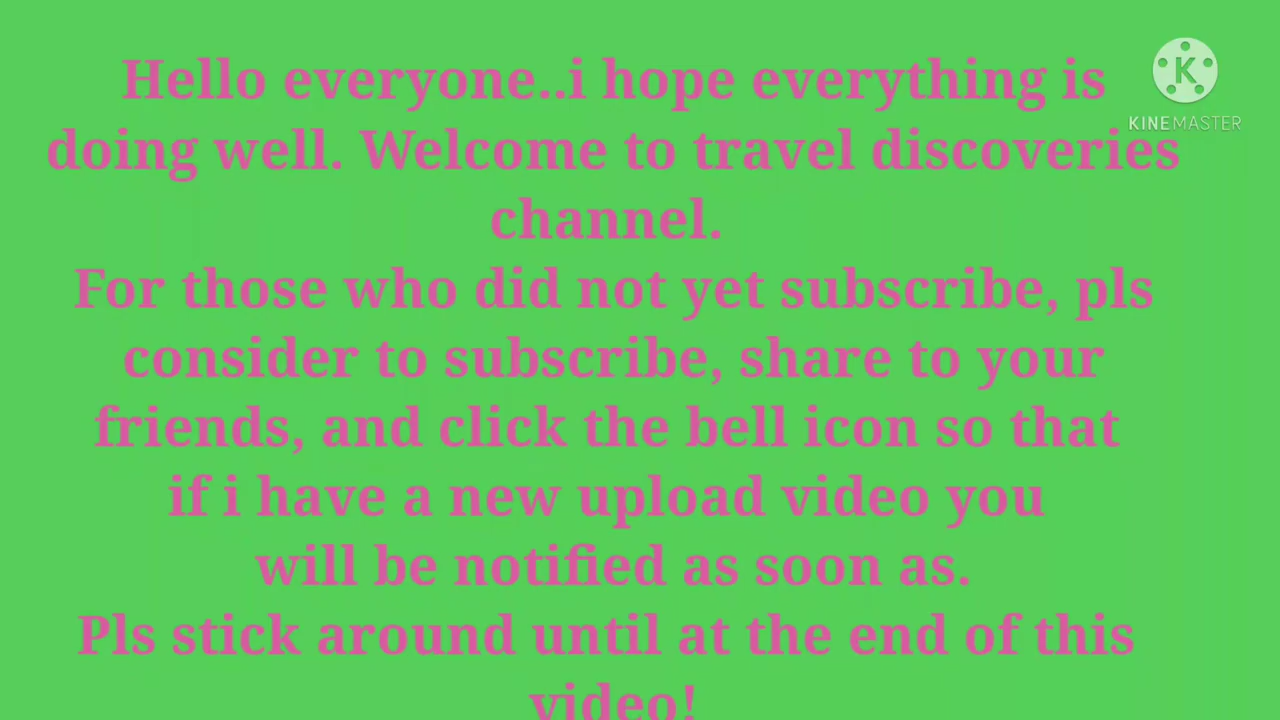 Hello everyone..i hope everything is
doing well. Welcome to travel discoveries
channel.
For those who did not yet subscribe, pls
consider to subscribe, share to your
friends, and click the bell icon so that
if i have a new upload video you
will be notified as soon as.
Pls stick around until at the end of this
video!
K
KINEMASTER